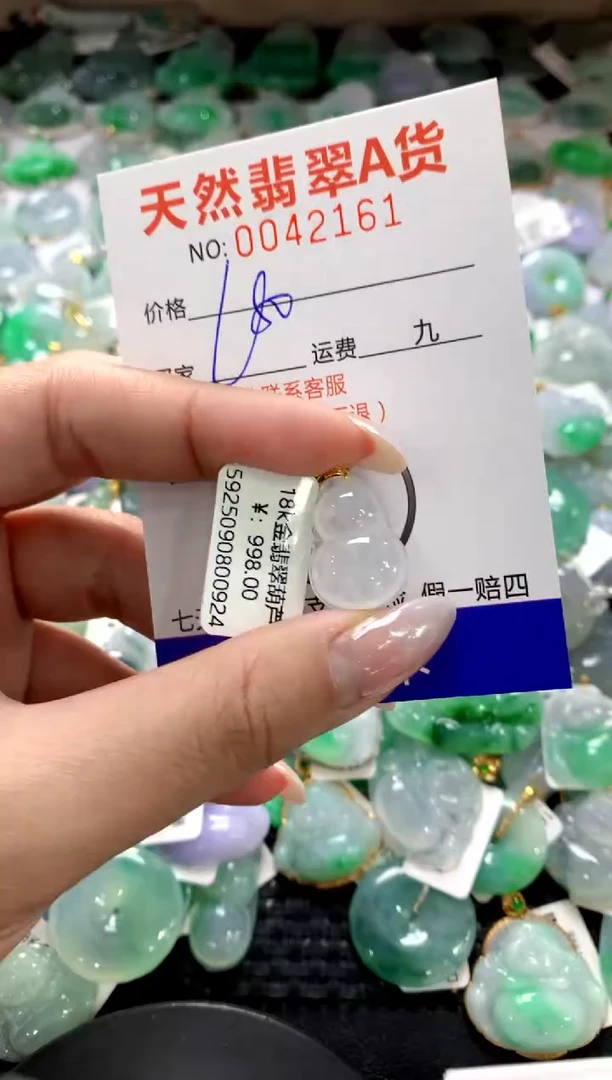 天然翡翠A货
NO: 0042161
价格
运费 九
联系客服
退）
18k金翡翠葫芦
¥: 998.00
5925090800924
假一赔四